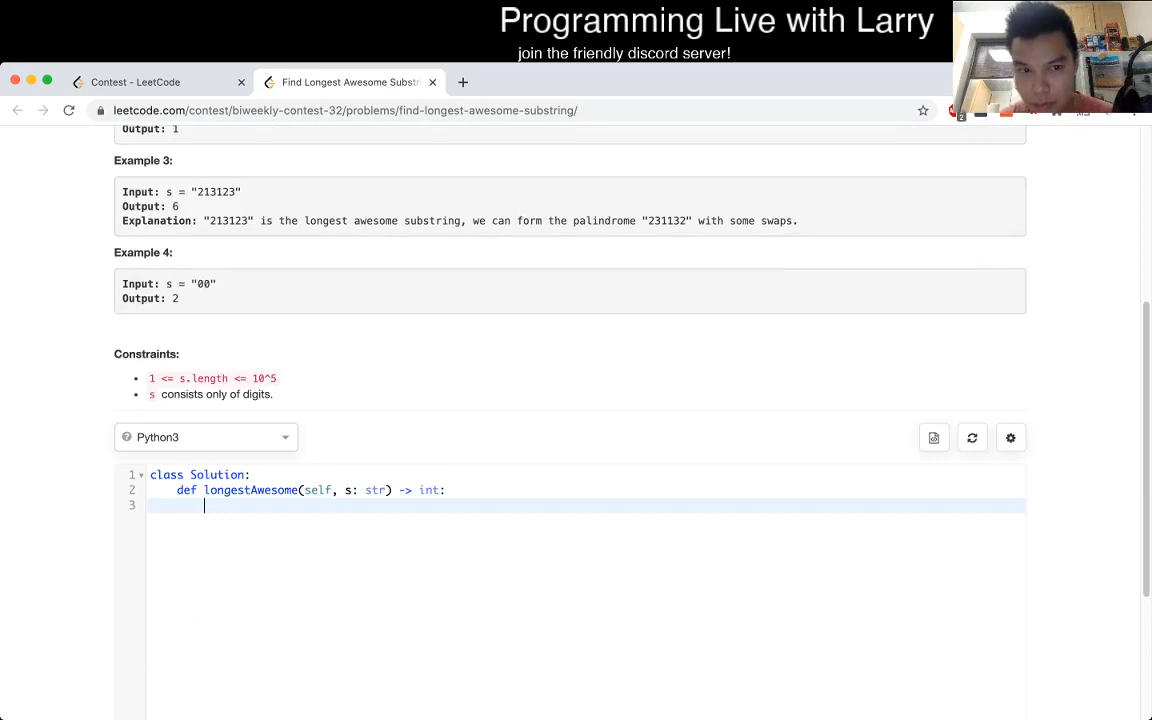 Programming Live with Larry
join the friendly discord server!
Contest - LeetCode
Find Longest Awesome Substri
leetcode.com/contest/biweekly-contest-32/problems/find-longest-awesome-substring/
2
Output: 1
Example 3:
Input: s = "213123"
Output: 6
Explanation: "213123" is the longest awesome substring, we can form the palindrome "231132" with some swaps.
Example 4:
Input: s = "00"
Output: 2
Constraints:
• 1 <= s.length <= 10^5
• s consists only of digits.
Python3
1 class Solution:
2 def longestAwesome(self, s: str) -> int:
3